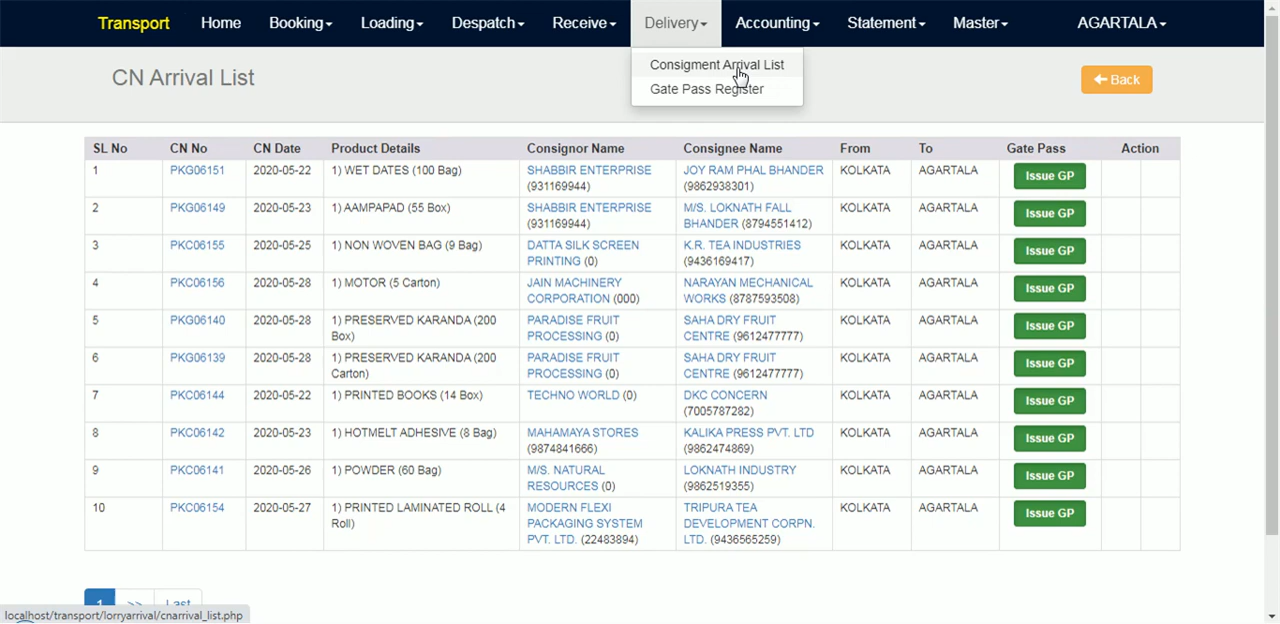 Transport Home Booking Loading Despatch Receive Delivery Accounting Statement Master AGARTALA
Consigment Arrival List
Gate Pass Register
CN Arrival List
Back
SL No CN No CN Date Product Details Consignor Name Consignee Name From To Gate Pass Action
1 PKG06151 2020-05-22 1) WET DATES (100 Bag) SHABBIR ENTERPRISE JOY RAM PHAL BHANDER KOLKATA AGARTALA Issue GP
(931169944) (9862938301)
2 PKG06149 2020-05-23 1) AAMPAPAD (55 Box) SHABBIR ENTERPRISE M/S. LOKNATH FALL KOLKATA AGARTALA Issue GP
(931169944) BHANDER (8794551412)
3 PKC06155 2020-05-25 1) NON WOVEN BAG (9 Bag) DATTA SILK SCREEN K.R. TEA INDUSTRIES KOLKATA AGARTALA Issue GP
PRINTING (0) (9436169417)
4 PKC06156 2020-05-28 1) MOTOR (5 Carton) JAIN MACHINERY NARAYAN MECHANICAL KOLKATA AGARTALA Issue GP
CORPORATION (000) WORKS (8787593508)
5 PKG06140 2020-05-28 1) PRESERVED KARANDA (200 PARADISE FRUIT SAHA DRY FRUIT KOLKATA AGARTALA Issue GP
Box) PROCESSING (0) CENTRE (9612477777)
6 PKG06139 2020-05-28 1) PRESERVED KARANDA (200 PARADISE FRUIT SAHA DRY FRUIT KOLKATA AGARTALA Issue GP
Carton) PROCESSING (0) CENTRE (9612477777)
7 PKC06144 2020-05-22 1) PRINTED BOOKS (14 Box) TECHNO WORLD (0) DKC CONCERN KOLKATA AGARTALA Issue GP
(7005787282)
8 PKC06142 2020-05-23 1) HOTMELT ADHESIVE (8 Bag) MAHAMAYA STORES KALIKA PRESS PVT. LTD KOLKATA AGARTALA Issue GP
(9874841666) (9862474869)
9 PKC06141 2020-05-26 1) POWDER (60 Bag) M/S. NATURAL LOKNATH INDUSTRY KOLKATA AGARTALA Issue GP
RESOURCES (0) (9862519355)
10 PKC06154 2020-05-27 1) PRINTED LAMINATED ROLL (4 MODERN FLEXI TRIPURA TEA KOLKATA AGARTALA Issue GP
Roll) PACKAGING SYSTEM DEVELOPMENT CORPN.
PVT. LTD. (22483894) LTD. (9436565259)
1 >> Last
localhost/transport/lorryarrival/cnarrival_list.php